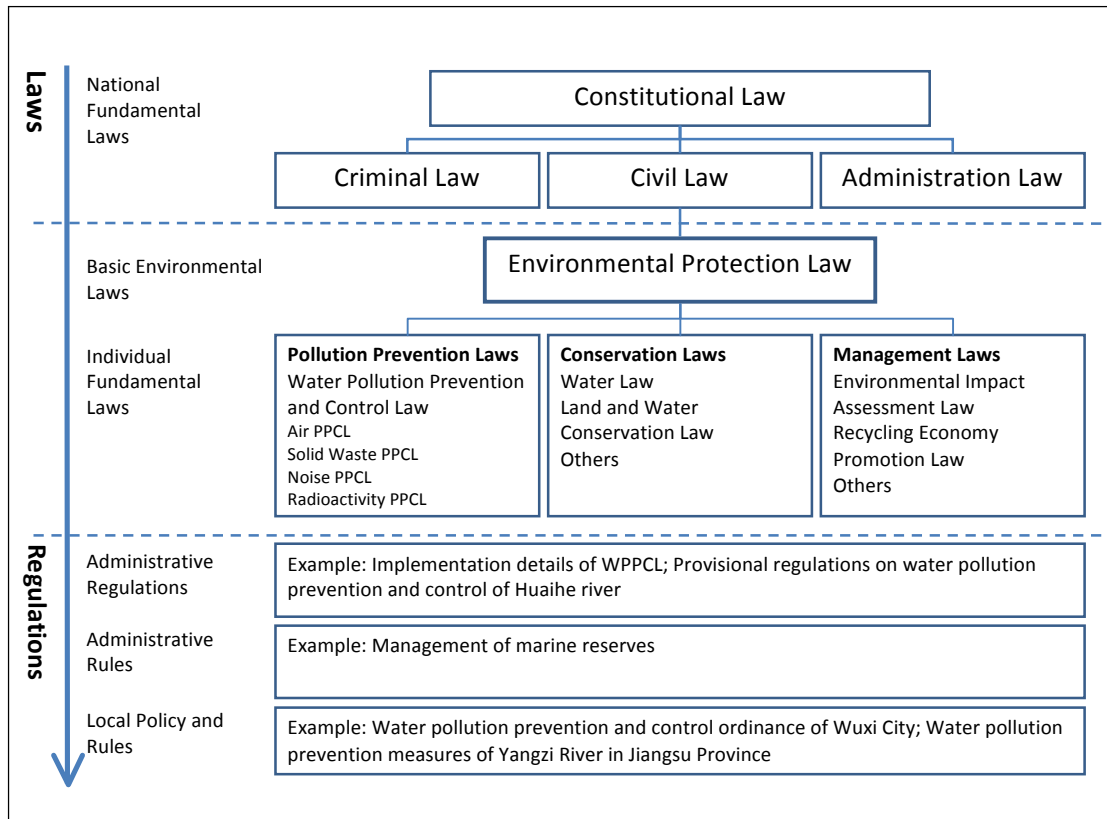 Laws
National
Fundamental
Laws
Constitutional Law
Criminal Law
Civil Law
Administration Law
Basic Environmental
Laws
Environmental Protection Law
Individual
Fundamental
Laws
Pollution Prevention Laws
Water Pollution Prevention
and Control Law
Air PPCL
Solid Waste PPCL
Noise PPCL
Radioactivity PPCL
Conservation Laws
Water Law
Land and Water
Conservation Law
Others
Management Laws
Environmental Impact
Assessment Law
Recycling Economy
Promotion Law
Others
Regulations
Administrative
Regulations
Example: Implementation details of WPPCL; Provisional regulations on water pollution
prevention and control of Huaihe river
Administrative
Rules
Example: Management of marine reserves
Local Policy and
Rules
Example: Water pollution prevention and control ordinance of Wuxi City; Water pollution
prevention measures of Yangzi River in Jiangsu Province